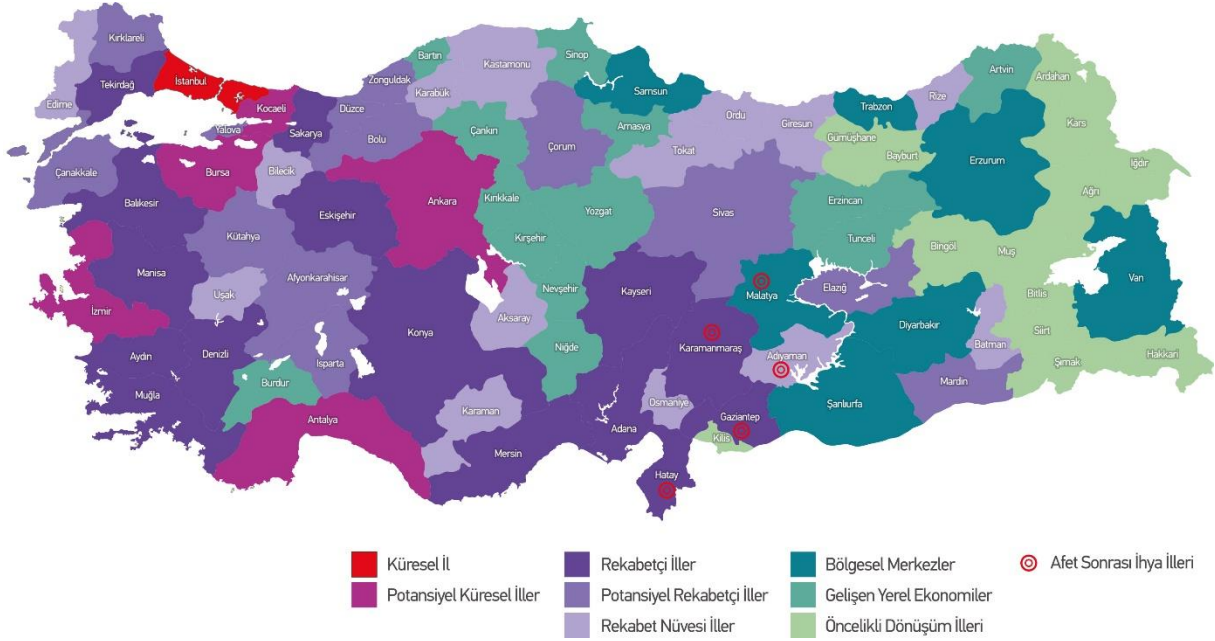 Kırklareli
Edirne
Tekirdağ
İstanbul
Kocaeli
Yalova
Sakarya
Düzce
Zonguldak
Bartın
Karabük
Kastamonu
Sinop
Samsun
Bolu
Çankırı
Çorum
Amasya
Ordu
Giresun
Tokat
Trabzon
Rize
Artvin
Ardahan
Kars
Gümüşhane
Bayburt
Erzurum
Iğdır
Ağrı
Çanakkale
Balıkesir
Bursa
Bilecik
Eskişehir
Ankara
Kırıkkale
Yozgat
Kırşehir
Sivas
Erzincan
Tunceli
Bingöl
Muş
Kütahya
Manisa
Uşak
Afyonkarahisar
İzmir
Nevşehir
Kayseri
Malatya
Elazığ
Van
Bitlis
Aydın
Denizli
Isparta
Konya
Aksaray
Niğde
Karamanmaraş
Adıyaman
Diyarbakır
Batman
Siirt
Şırnak
Hakkari
Muğla
Burdur
Antalya
Karaman
Mersin
Adana
Osmaniye
Gaziantep
Şanlıurfa
Mardin
Kilis
Hatay
Küresel İl
Potansiyel Küresel İller
Rekabetçi İller
Potansiyel Rekabetçi İller
Rekabet Nüvesi İller
Bölgesel Merkezler
Gelişen Yerel Ekonomiler
Öncelikli Dönüşüm İlleri
Afet Sonrası İhya İlleri